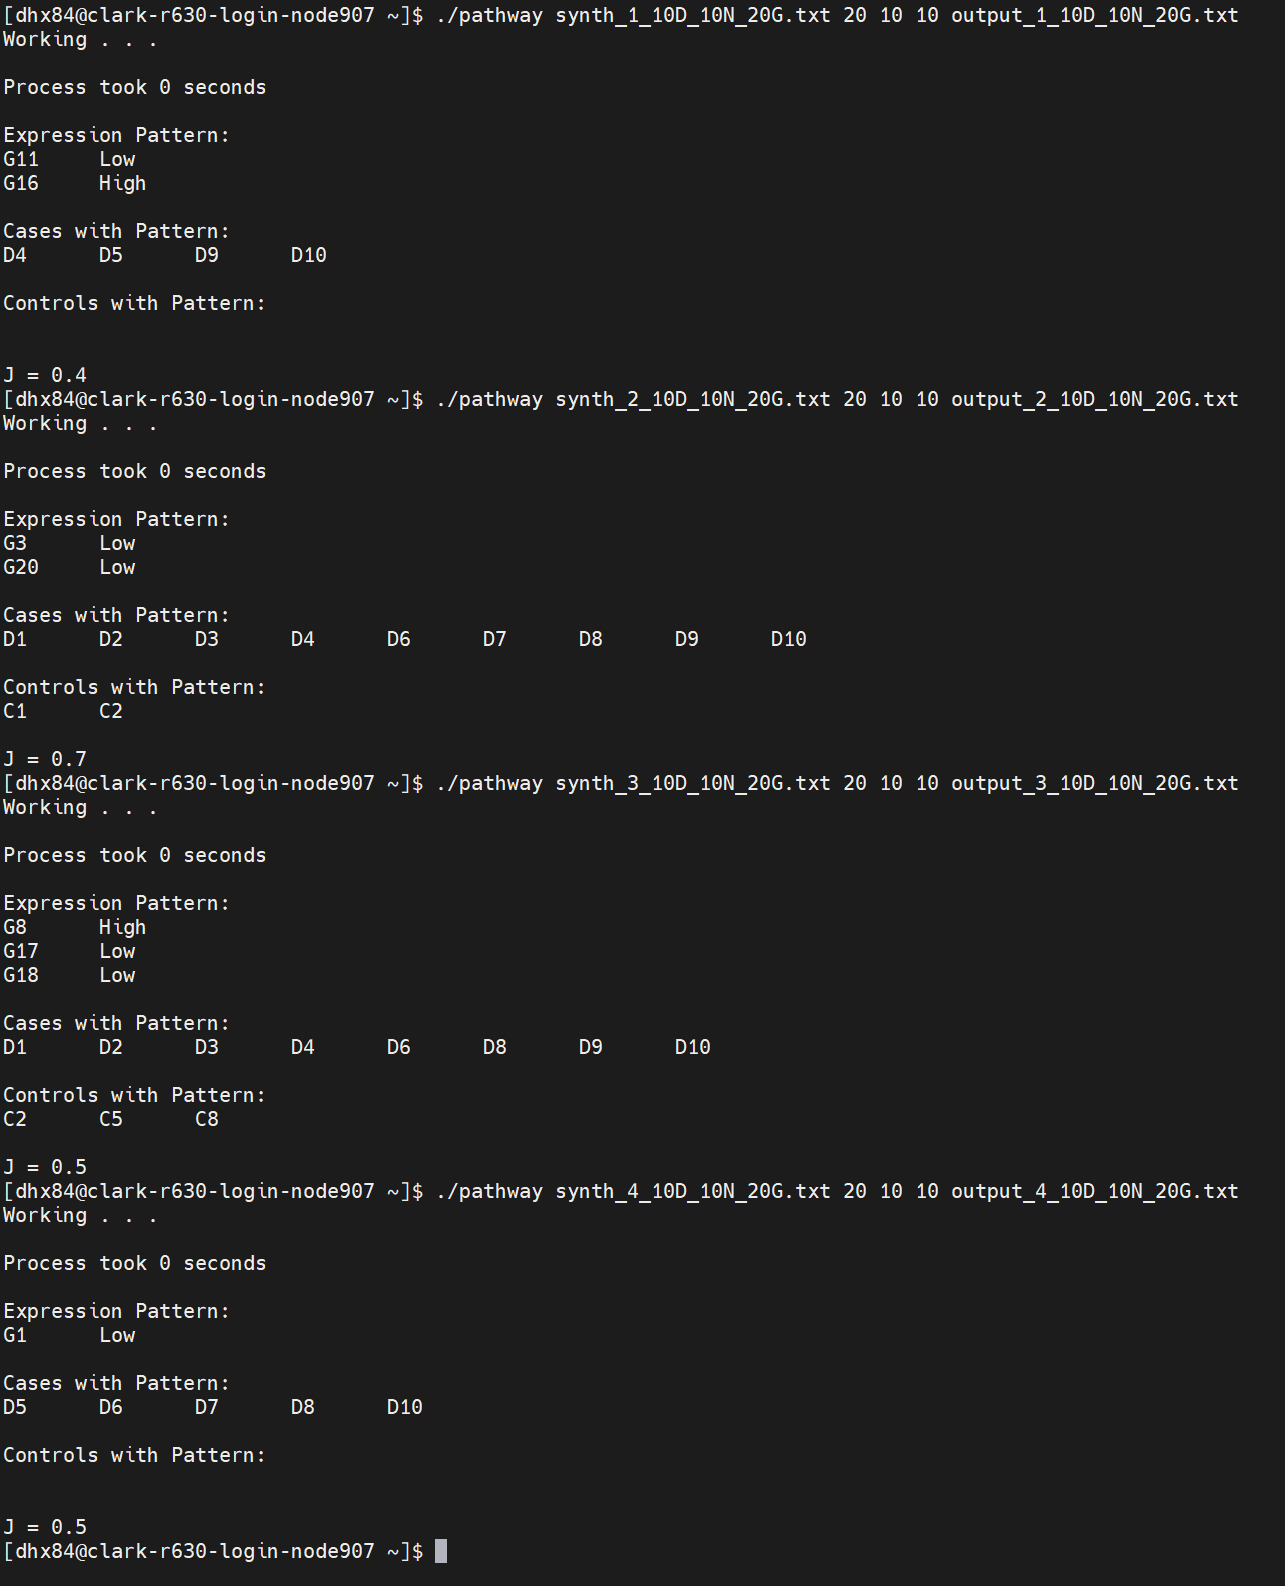 [dhx84@clark-r630-login-node907 ~]$ ./pathway synth_1_10D_10N_20G.txt 20 10 10 output_1_10D_10N_20G.txt
Working . . .
Process took 0 seconds
Expression Pattern:
G11 Low
G16 High
Cases with Pattern:
D4 D5 D9 D10
Controls with Pattern:
J = 0.4
[dhx84@clark-r630-login-node907 ~]$ ./pathway synth_2_10D_10N_20G.txt 20 10 10 output_2_10D_10N_20G.txt
Working . . .
Process took 0 seconds
Expression Pattern:
G3 Low
G20 Low
Cases with Pattern:
D1 D2 D3 D4 D6 D7 D8 D9 D10
Controls with Pattern:
C1 C2
J = 0.7
[dhx84@clark-r630-login-node907 ~]$ ./pathway synth_3_10D_10N_20G.txt 20 10 10 output_3_10D_10N_20G.txt
Working . . .
Process took 0 seconds
Expression Pattern:
G8 High
G17 Low
G18 Low
Cases with Pattern:
D1 D2 D3 D4 D6 D8 D9 D10
Controls with Pattern:
C2 C5 C8
J = 0.5
[dhx84@clark-r630-login-node907 ~]$ ./pathway synth_4_10D_10N_20G.txt 20 10 10 output_4_10D_10N_20G.txt
Working . . .
Process took 0 seconds
Expression Pattern:
G1 Low
Cases with Pattern:
D5 D6 D7 D8 D10
Controls with Pattern:
J = 0.5
[dhx84@clark-r630-login-node907 ~]$